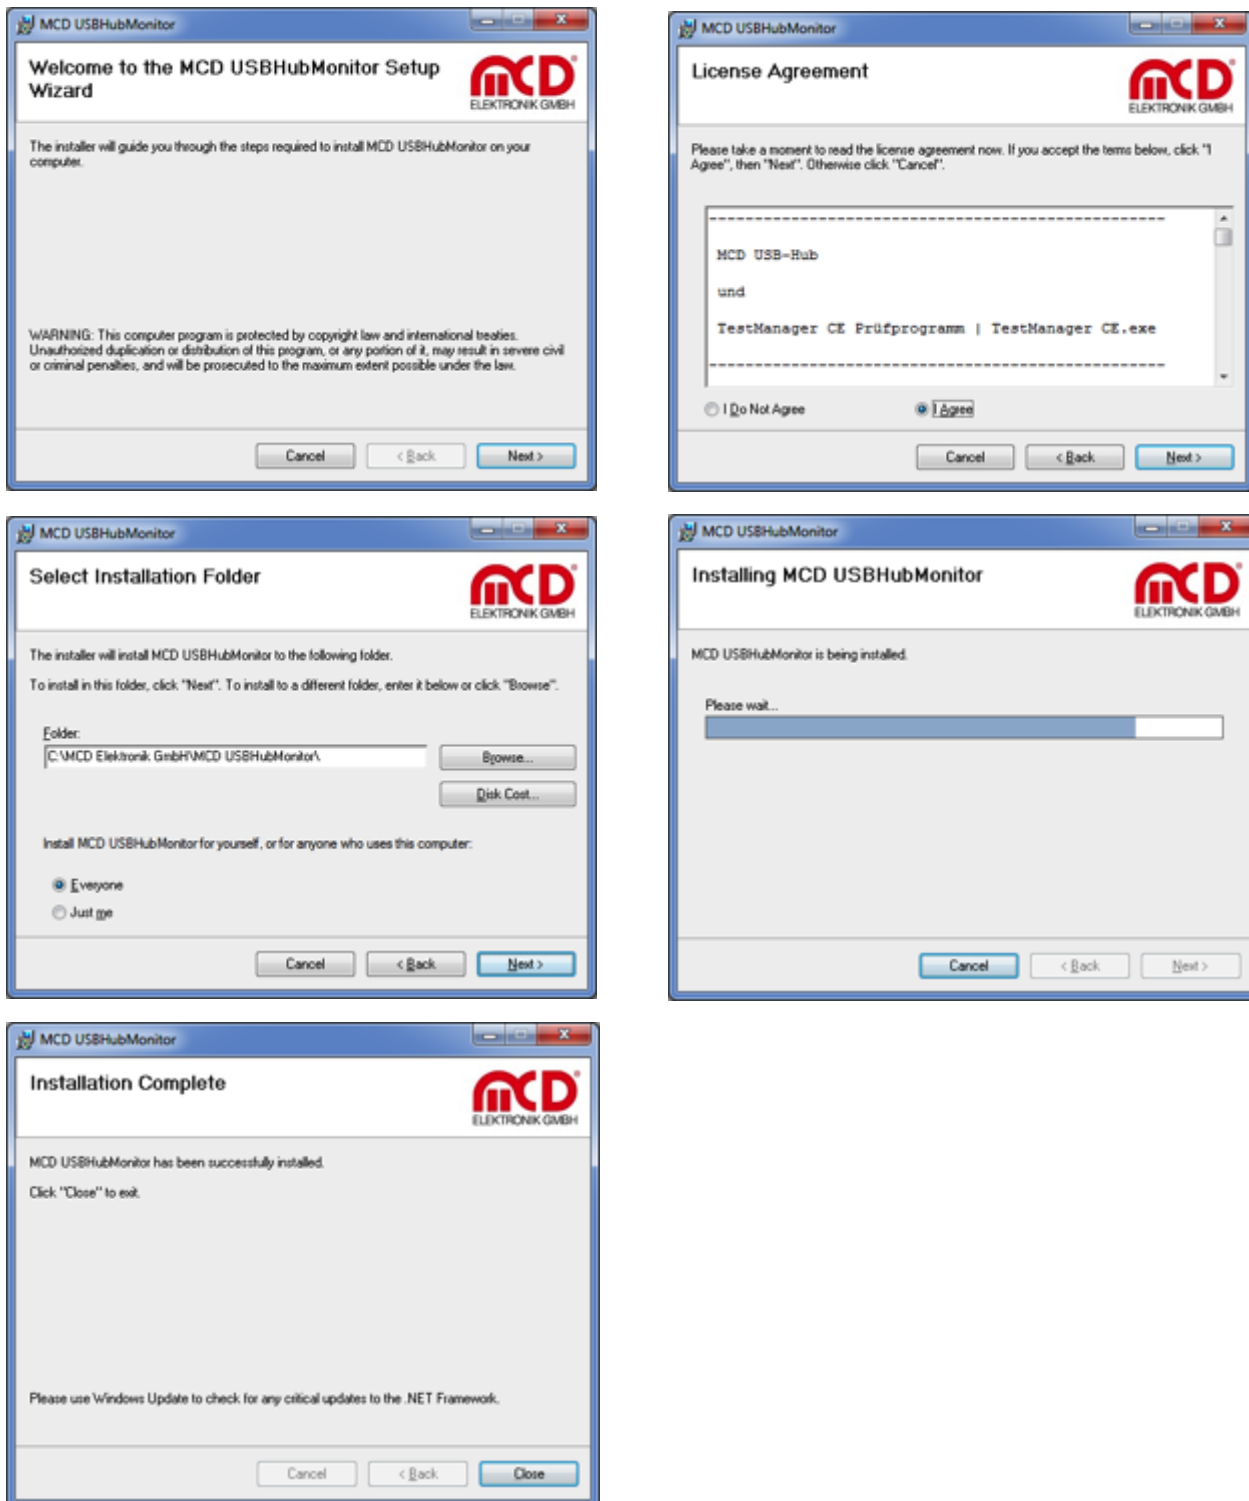 MCD USBHubMonitor
Welcome to the MCD USBHubMonitor Setup
Wizard
mCD
ELEKTRONIK GMBH
The installer will guide you through the steps required to install MCD USBHubMonitor on your
computer.
WARNING: This computer program is protected by copyright law and international treaties.
Unauthorized duplication or distribution of this program, or any portion of it, may result in severe civil
or criminal penalties, and will be prosecuted to the maximum extent possible under the law.
Cancel
< Back
Next >
MCD USBHubMonitor
License Agreement
mCD
ELEKTRONIK GMBH
Please take a moment to read the license agreement now. If you accept the terms below, click "I
Agree", then "Next". Otherwise click "Cancel".
--------------------------------------------------
MCD USB-Hub
und
TestManager CE Prüfprogramm | TestManager CE.exe
--------------------------------------------------
I Do Not Agree
I Agree
Cancel
< Back
Next >
MCD USBHubMonitor
Select Installation Folder
mCD
ELEKTRONIK GMBH
The installer will install MCD USBHubMonitor to the following folder.
To install in this folder, click "Next". To install to a different folder, enter it below or click "Browse".
Folder:
C:\MCD Elektronik GmbH\MCD USBHubMonitor\
Browse...
Disk Cost...
Install MCD USBHubMonitor for yourself, or for anyone who uses this computer:
Everyone
Just me
Cancel
< Back
Next >
MCD USBHubMonitor
Installing MCD USBHubMonitor
mCD
ELEKTRONIK GMBH
MCD USBHubMonitor is being installed.
Please wait...
Cancel
< Back
Next >
MCD USBHubMonitor
Installation Complete
mCD
ELEKTRONIK GMBH
MCD USBHubMonitor has been successfully installed.
Click "Close" to exit.
Please use Windows Update to check for any critical updates to the .NET Framework.
Cancel
< Back
Close